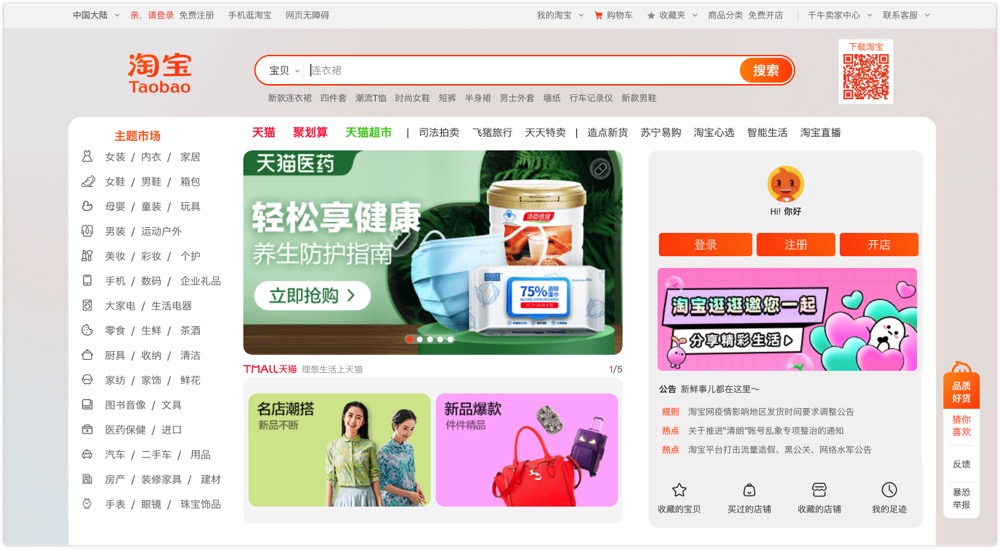 中国大陆 亲，请登录 免费注册 手机逛淘宝 网页无障碍 我的淘宝 购物车 收藏夹 商品分类 免费开店 | 千牛卖家中心 联系客服
淘宝
Taobao
宝贝 连衣裙 搜索
下载淘宝
新款连衣裙 四件套 潮流T恤 时尚女鞋 短裤 半身裙 男士外套 墙纸 行车记录仪 新款男鞋
主题市场
女装 / 内衣 / 家居
女鞋 / 男鞋 / 箱包
母婴 / 童装 / 玩具
男装 / 运动户外
美妆 / 彩妆 / 个护
手机 / 数码 / 企业礼品
大家电 / 生活电器
零食 / 生鲜 / 茶酒
厨具 / 收纳 / 清洁
家纺 / 家饰 / 鲜花
图书音像 / 文具
医药保健 / 进口
汽车 / 二手车 / 用品
房产 / 装修家具 / 建材
手表 / 眼镜 / 珠宝饰品
天猫 聚划算 天猫超市 | 司法拍卖 飞猪旅行 天天特卖 | 造点新货 苏宁易购 淘宝心选 智能生活 淘宝直播
天猫医药
轻松享健康
养生防护指南
立即抢购 >
汤臣倍健
75%
TMALL天猫 理想生活上天猫 1/5
名店潮搭
新品不断
新品爆款
件件精品
Hi! 你好
登录 注册 开店
淘宝逛逛邀您一起
分享精彩生活
公告 新鲜事儿都在这里～
规则 淘宝网疫情影响地区发货时间要求调整公告
热点 关于推进“清朗”账号乱象专项整治的通知
热点 淘宝平台打击流量造假、黑公关、网络水军公告
收藏的宝贝 买过的店铺 收藏的店铺 我的足迹
品质
好货
猜你
喜欢
反馈
暴恐
举报